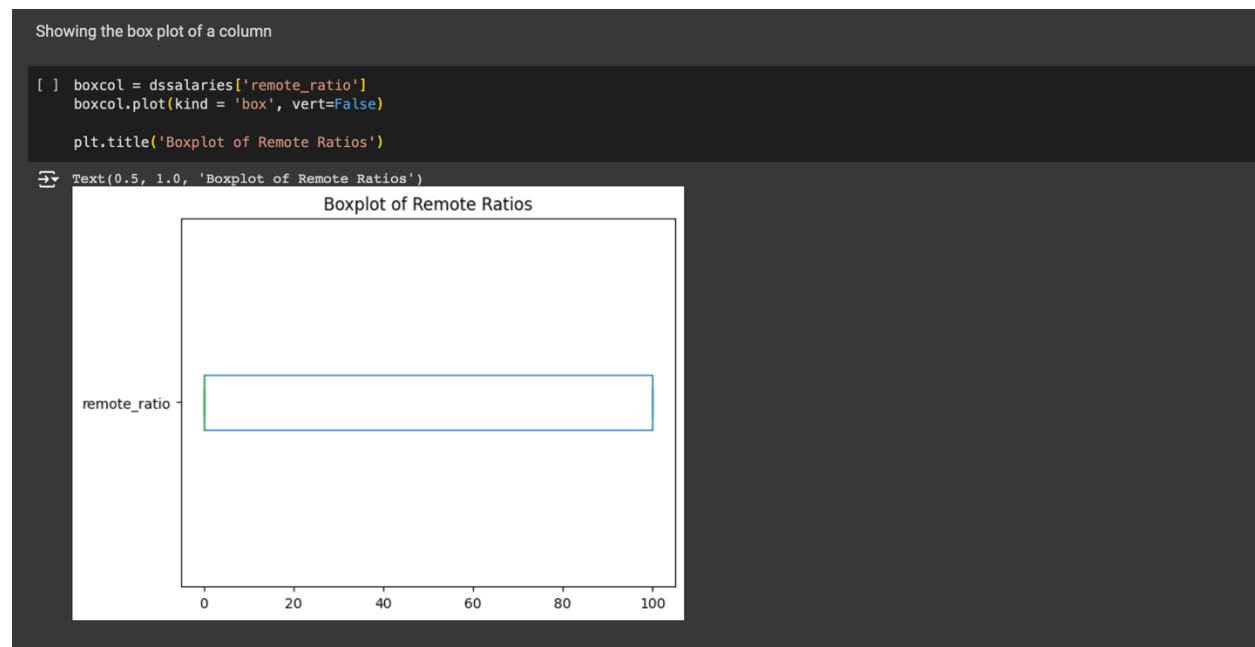 Showing the box plot of a column
[ ] boxcol = dssalaries['remote_ratio']
boxcol.plot(kind = 'box', vert=False)
plt.title('Boxplot of Remote Ratios')
Text(0.5, 1.0, 'Boxplot of Remote Ratios')
Boxplot of Remote Ratios
remote_ratio
0 20 40 60 80 100